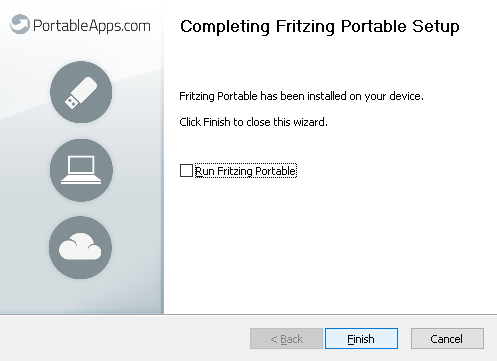 PortableApps.com
Completing Fritzing Portable Setup
Fritzing Portable has been installed on your device.
Click Finish to close this wizard.
Run Fritzing Portable
< Back
Finish
Cancel